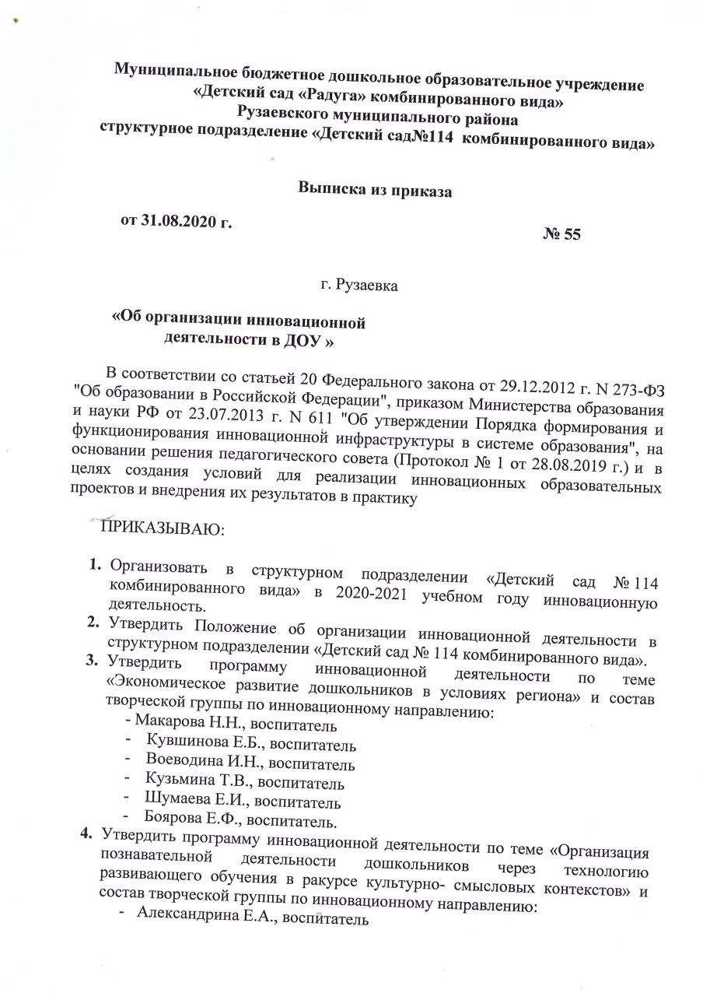 Муниципальное бюджетное дошкольное образовательное учреждение
«Детский сад «Радуга» комбинированного вида»
Рузаевского муниципального района
структурное подразделение «Детский сад№114 комбинированного вида»
Выписка из приказа
от 31.08.2020 г.
№ 55
г. Рузаевка
«Об организации инновационной
деятельности в ДОУ »
В соответствии со статьей 20 Федерального закона от 29.12.2012 г. N 273-ФЗ
"Об образовании в Российской Федерации", приказом Министерства образования
и науки РФ от 23.07.2013 г. N 611 "Об утверждении Порядка формирования и
функционирования инновационной инфраструктуры в системе образования", на
основании решения педагогического совета (Протокол № 1 от 28.08.2019 г.) и в
целях создания условий для реализации инновационных образовательных
проектов и внедрения их результатов в практику
ПРИКАЗЫВАЮ:
1. Организовать в структурном подразделении «Детский сад № 114
комбинированного вида» в 2020-2021 учебном году инновационную
деятельность.
2. Утвердить Положение об организации инновационной деятельности в
структурном подразделении «Детский сад № 114 комбинированного вида».
3. Утвердить программу инновационной деятельности по теме
«Экономическое развитие дошкольников в условиях региона» и состав
творческой группы по инновационному направлению:
- Макарова Н.Н., воспитатель
- Кувшинова Е.Б., воспитатель
- Воеводина И.Н., воспитатель
- Кузьмина Т.В., воспитатель
- Шумаева Е.И., воспитатель
- Боярова Е.Ф., воспитатель.
4. Утвердить программу инновационной деятельности по теме «Организация
познавательной деятельности дошкольников через технологию
развивающего обучения в ракурсе культурно- смысловых контекстов» и
состав творческой группы по инновационному направлению:
- Александрина Е.А., воспитатель